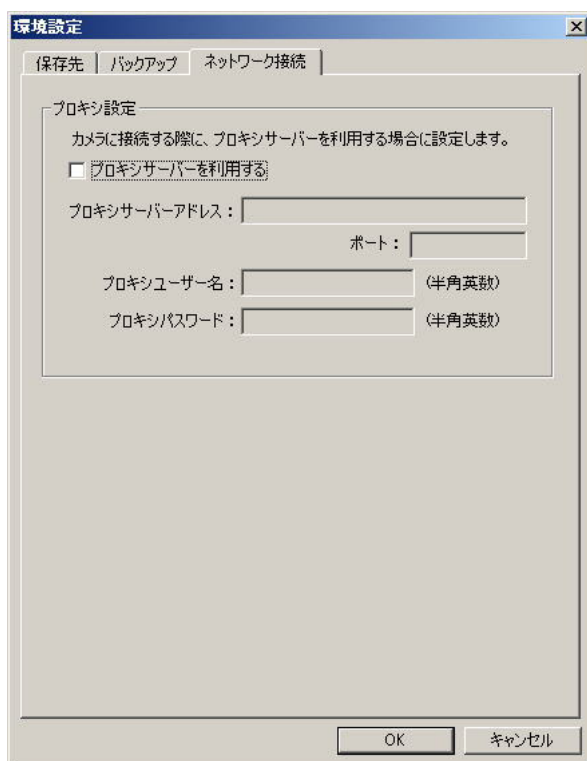 環境設定
保存先 バックアップ ネットワーク接続
プロキシ設定
カメラに接続する際に、プロキシサーバーを利用する場合に設定します。
プロキシサーバーを利用する
プロキシサーバーアドレス：
ポート：
プロキシユーザー名： (半角英数)
プロキシパスワード： (半角英数)
OK キャンセル